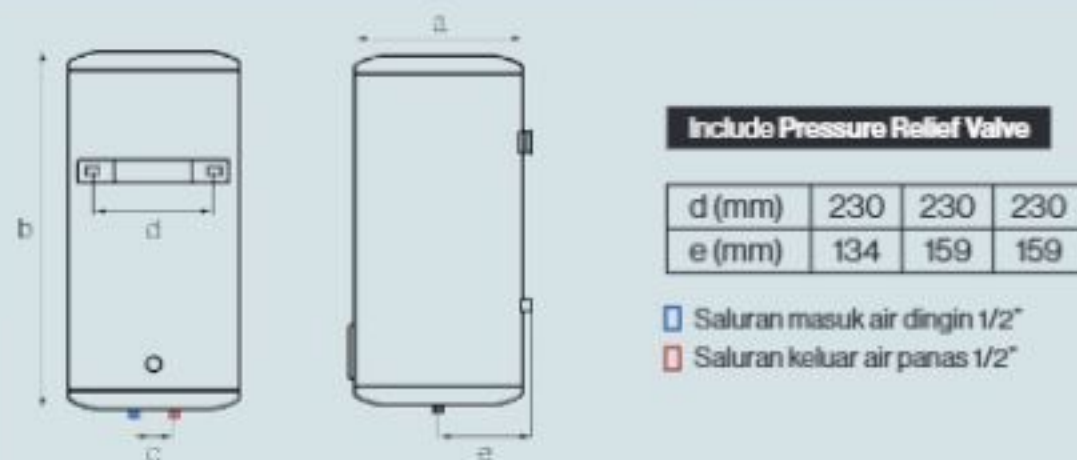 a
b
d
c
e
Include Pressure Relief Valve
d (mm) 230 230 230
e (mm) 134 159 159
Saluran masuk air dingin 1/2"
Saluran keluar air panas 1/2"